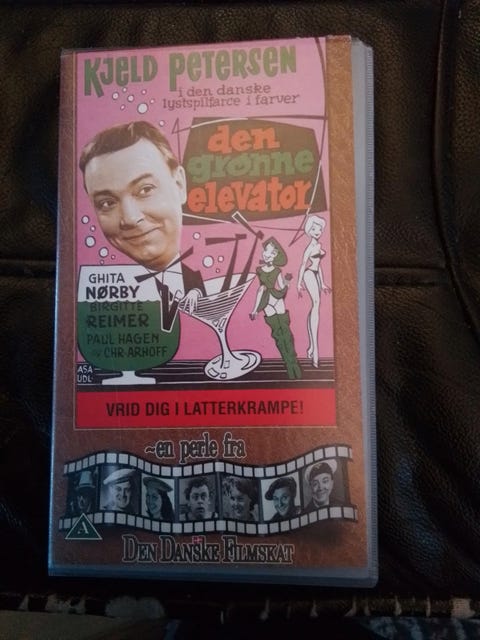 KJELD PETERSEN
i den danske
lystspilfarce i farver
den
grønne
elevator
GHITA
NØRBY
BIRGITTE
REIMER
PAUL HAGEN
OG CHR ARHOFF
ASA
UDL.
VRID DIG I LATTERKRAMPE!
~en perle fra
A
DEN DANSKE FILMSKAT